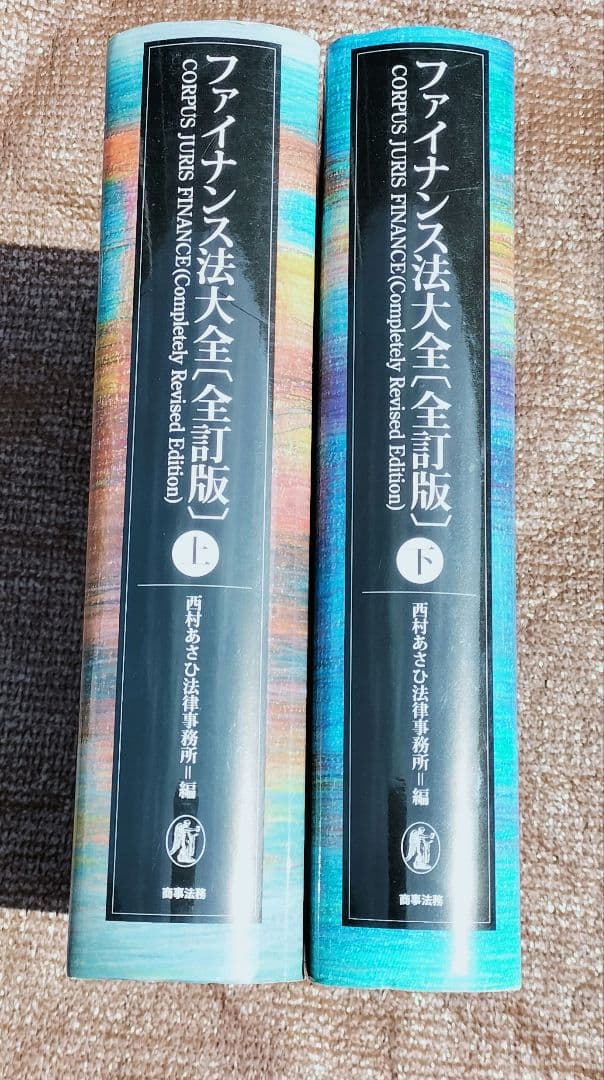 ファイナンス法大全〔全訂版〕
CORPUS JURIS FINANCE(Completely Revised Edition)
上
西村あさひ法律事務所=編
商事法務
ファイナンス法大全〔全訂版〕
CORPUS JURIS FINANCE(Completely Revised Edition)
下
西村あさひ法律事務所=編
商事法務